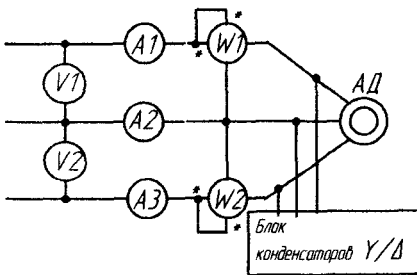 * A1 * W1
V1
АД
A2
V2
* A3 * W2
Блок
конденсаторов Y/Δ